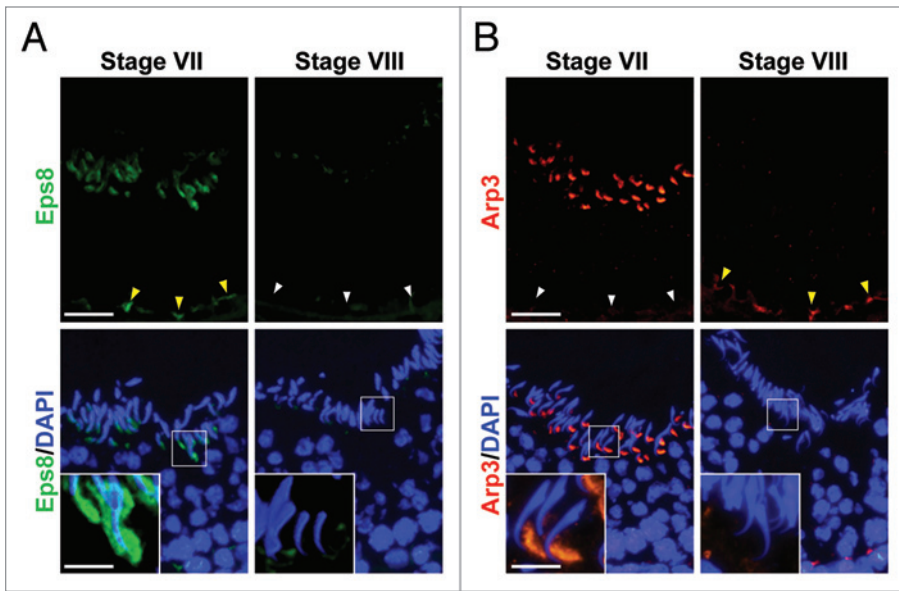 A
Stage VII
Stage VIII
Eps8
Eps8/DAPI
B
Stage VII
Stage VIII
Arp3
Arp3/DAPI